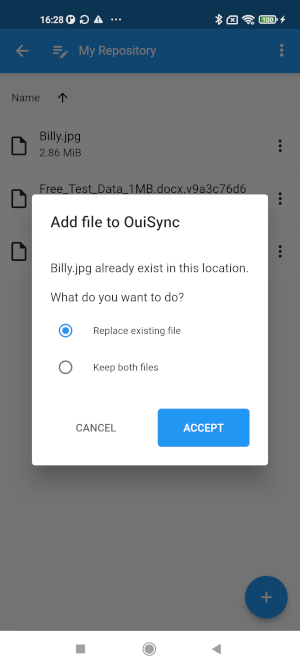 16:28
100
My Repository
Name
Billy.jpg
2.86 MiB
Free_Test_Data_1MB.docx.v9a3c76d6
Add file to OuiSync
Billy.jpg already exist in this location.
What do you want to do?
Replace existing file
Keep both files
CANCEL
ACCEPT